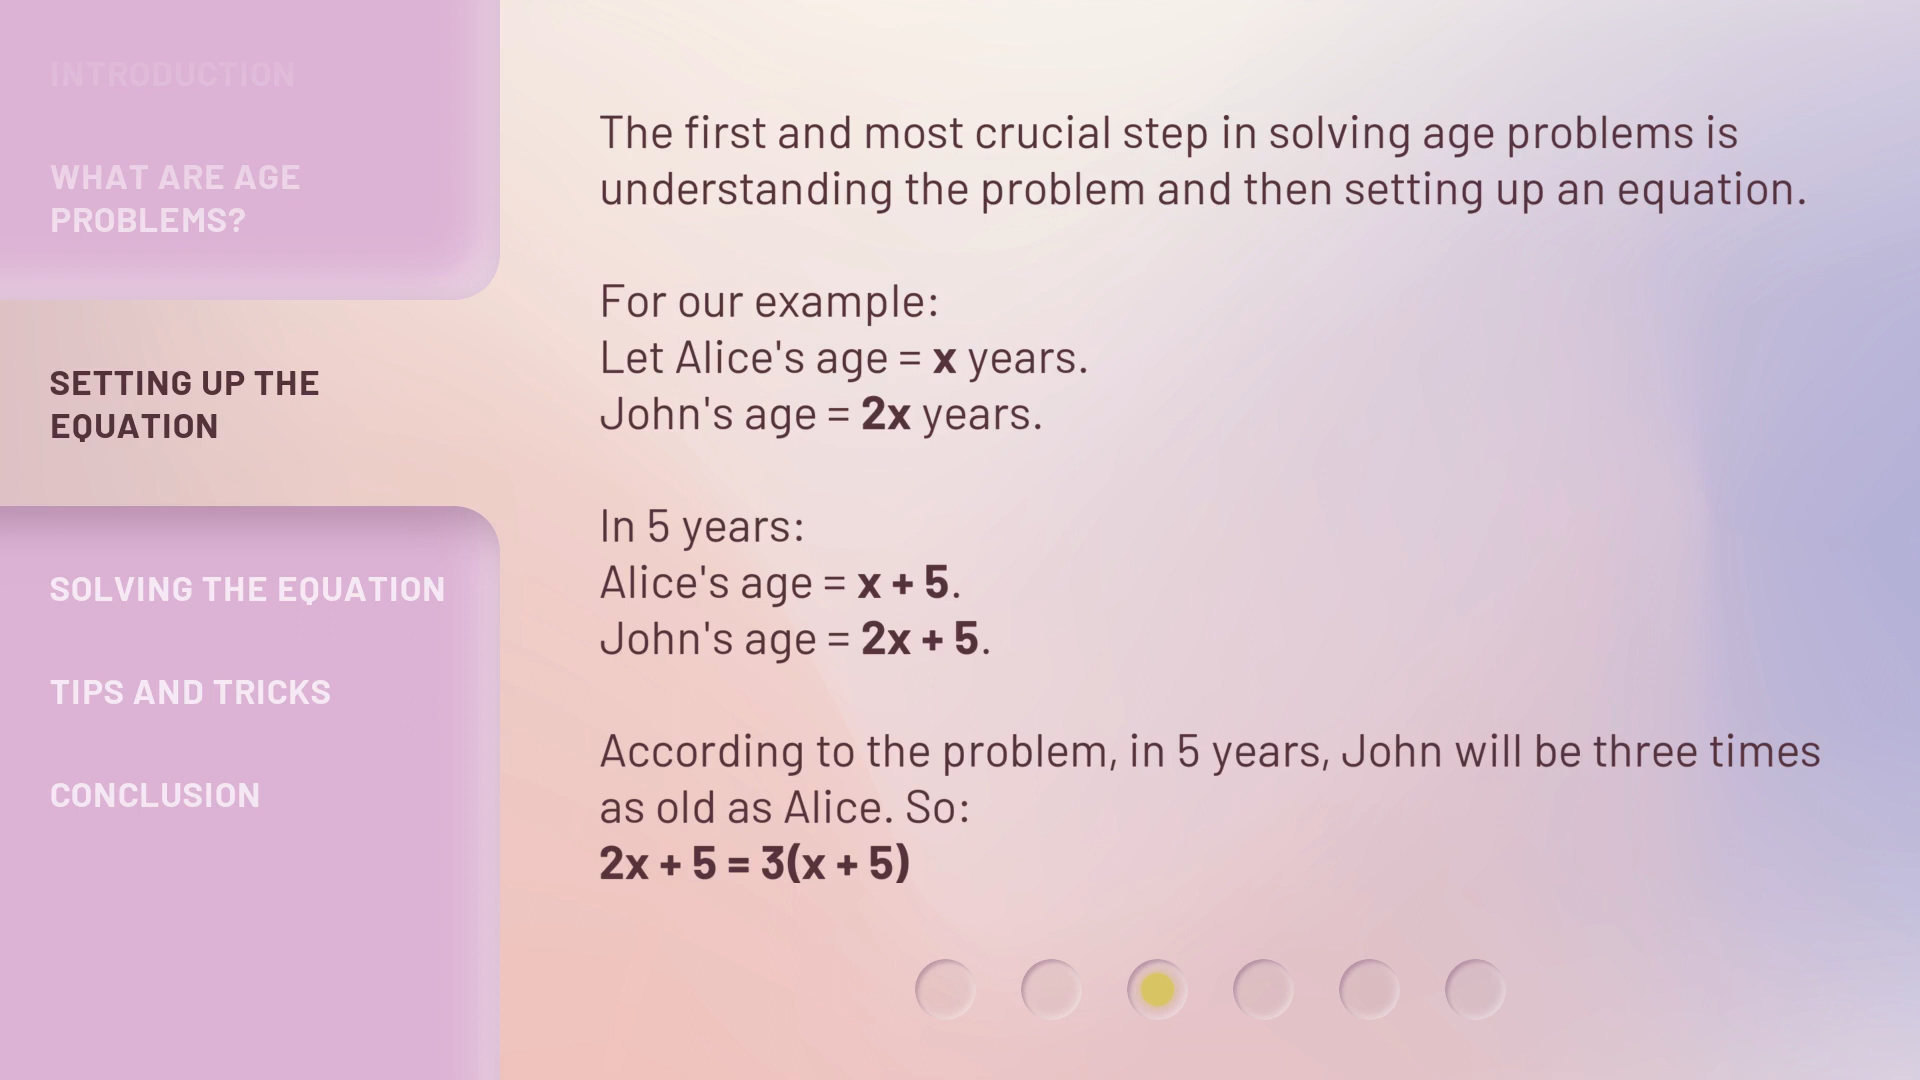 INTRODUCTION
WHAT ARE AGE
PROBLEMS?
SETTING UP THE
EQUATION
SOLVING THE EQUATION
TIPS AND TRICKS
CONCLUSION
The first and most crucial step in solving age problems is
understanding the problem and then setting up an equation.
For our example:
Let Alice's age = x years.
John's age = 2x years.
In 5 years:
Alice's age = x + 5.
John's age = 2x + 5.
According to the problem, in 5 years, John will be three times
as old as Alice. So:
2x + 5 = 3(x + 5)